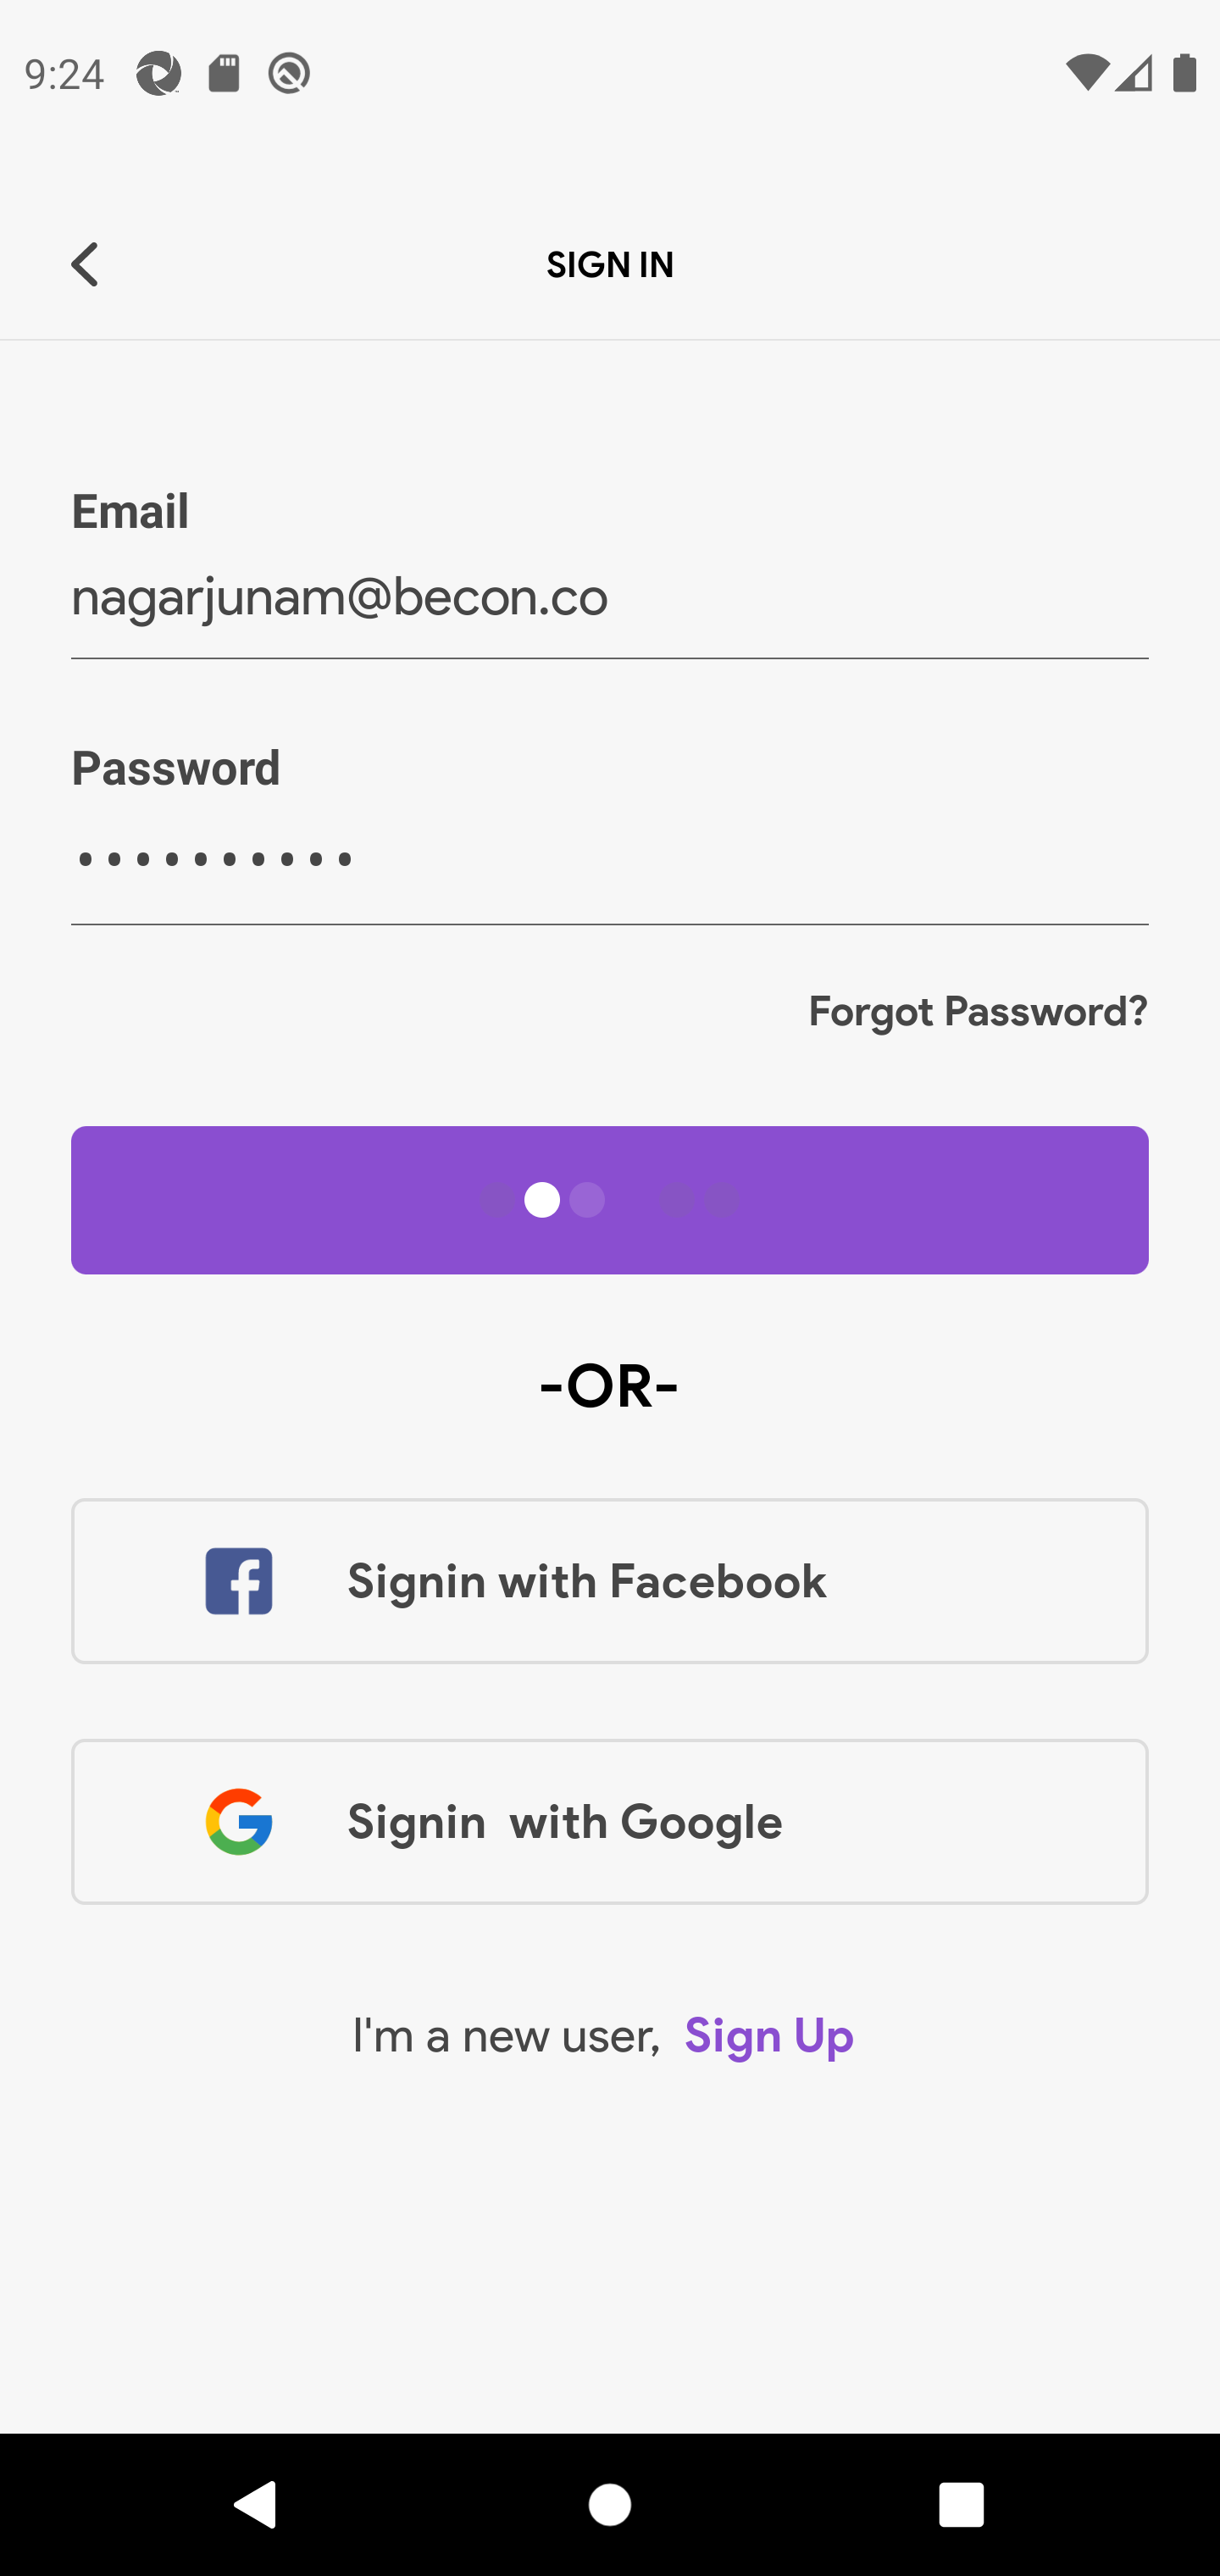 9:24
SIGN IN
Email
nagarjunam@becon.co
Password
••••••••••
Forgot Password?
-OR-
Signin with Facebook
Signin  with Google
I'm a new user,  Sign Up